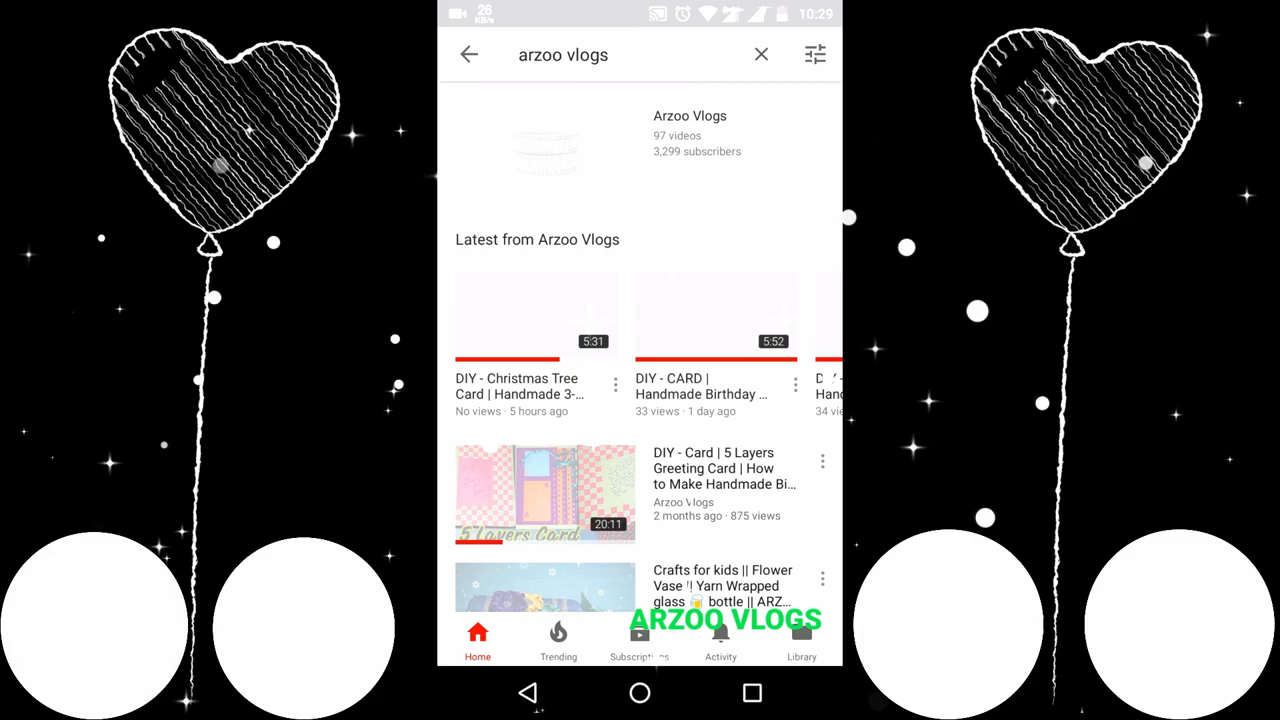 26
KB/s
10:29
arzoo vlogs
Arzoo Vlogs
97 videos
3,299 subscribers
Latest from Arzoo Vlogs
5:31
5:52
DIY - Christmas Tree
Card | Handmade 3-...
No views · 5 hours ago
DIY - CARD |
Handmade Birthday ...
33 views · 1 day ago
Hand
34 vie
DIY - Card | 5 Layers
Greeting Card | How
to Make Handmade Bi...
Arzoo Vlogs
2 months ago · 875 views
20:11
5 Layers Card
Crafts for kids || Flower
Vase || Yarn Wrapped
glass 🍺 bottle || ARZ...
ARZOO VLOGS
Home
Trending
Subscriptions
Activity
Library